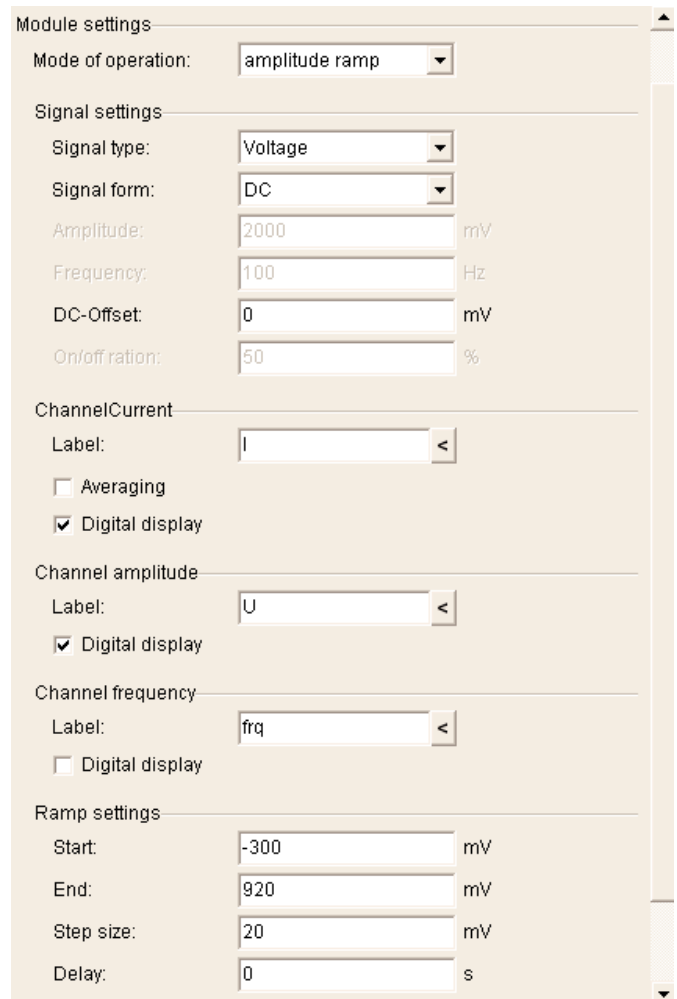 Module settings
Mode of operation: amplitude ramp
Signal settings
Signal type: Voltage
Signal form: DC
Amplitude: 2000 mV
Frequency: 100 Hz
DC-Offset: 0 mV
On/off ration: 50 %
ChannelCurrent
Label: I <
Averaging
Digital display
Channel amplitude
Label: U <
Digital display
Channel frequency
Label: frq <
Digital display
Ramp settings
Start: -300 mV
End: 920 mV
Step size: 20 mV
Delay: 0 s